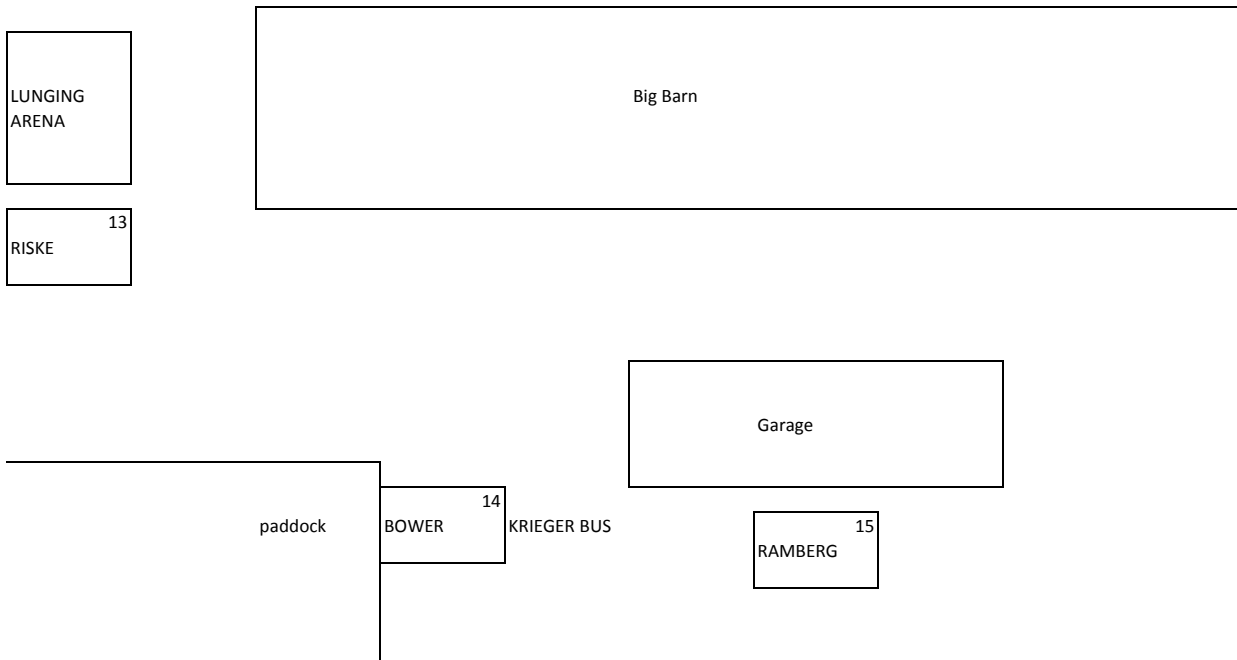 LUNGING
ARENA
Big Barn
13
RISKE
Garage
14
paddock
BOWER
KRIEGER BUS
15
RAMBERG